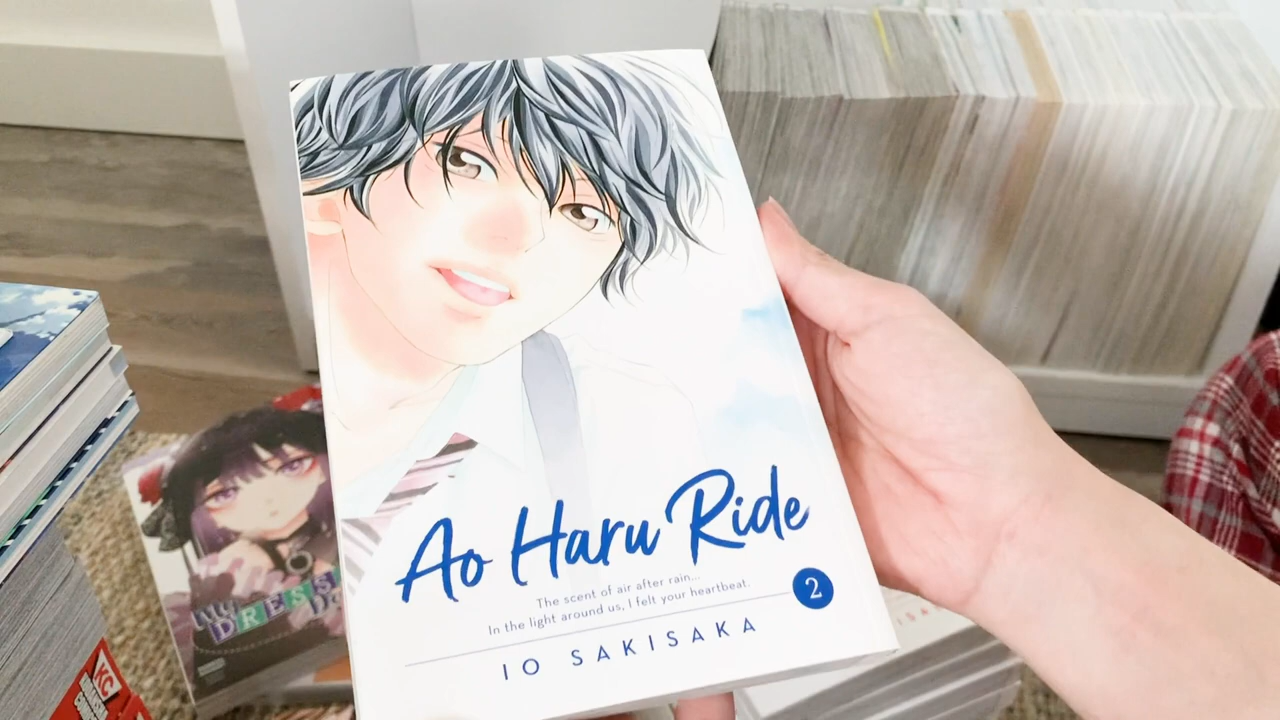 Ao Haru Ride
The scent of air after rain...
In the light around us, I felt your heartbeat.
2
IO SAKISAKA
My
DRESS
KC